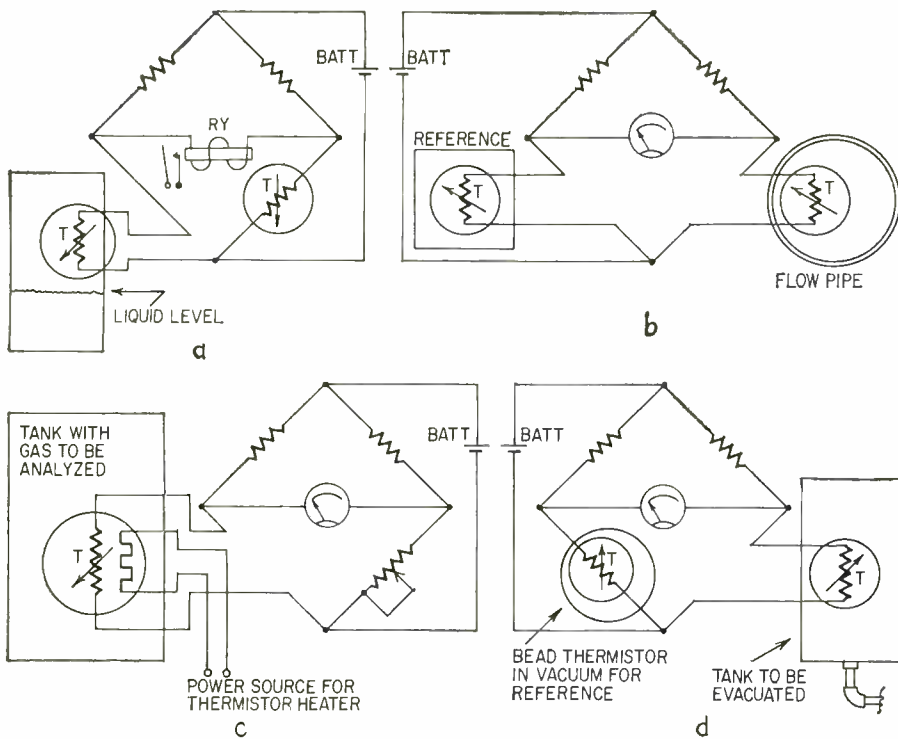 BATT
RY
T
T
LIQUID LEVEL
a
BATT
REFERENCE
T
T
FLOW PIPE
b
TANK WITH
GAS TO BE
ANALYZED
T
BATT
POWER SOURCE FOR
THERMISTOR HEATER
c
BATT
T
T
BEAD THERMISTOR
IN VACUUM FOR
REFERENCE
TANK TO BE
EVACUATED
d